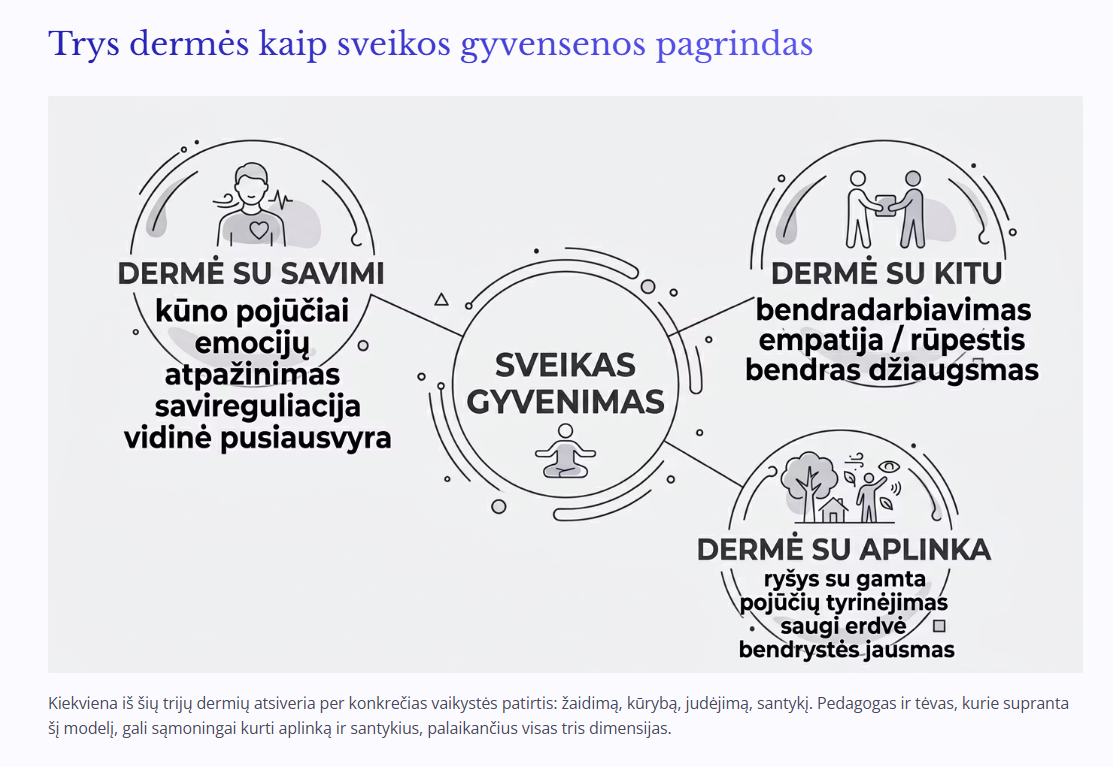 Trys dermės kaip sveikos gyvensenos pagrindas
DERMĖ SU SAVIMI
kūno pojūčiai
emocijų
atpažinimas
savireguliacija
vidinė pusiausvyra
SVEIKAS
GYVENIMAS
DERMĖ SU KITU
bendradarbiavimas
empatija / rūpestis
bendras džiaugsmas
DERMĖ SU APLINKA
ryšys su gamta
pojūčių tyrinėjimas
saugi erdvė
bendrystės jausmas
Kiekviena iš šių trijų dermių atsiveria per konkrečias vaikystės patirtis: žaidimą, kūrybą, judėjimą, santykį. Pedagogas ir tėvas, kurie supranta
šį modelį, gali sąmoningai kurti aplinką ir santykius, palaikančius visas tris dimensijas.